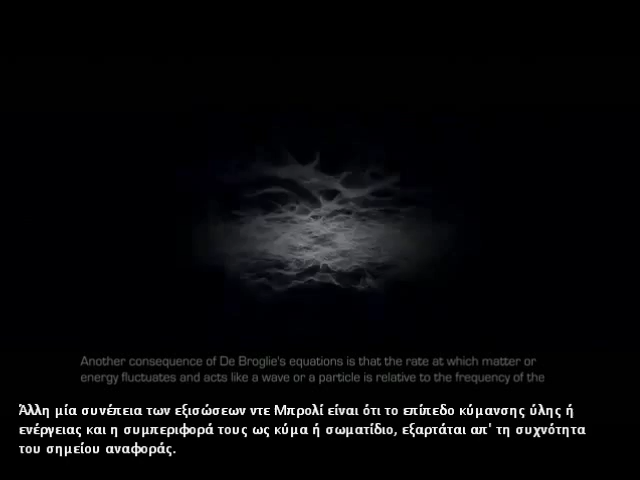 Another consequence of De Broglie's equations is that the rate at which matter or
energy fluctuates and acts like a wave or a particle is relative to the frequency of the
Άλλη μία συνέπεια των εξισώσεων ντε Μπρολί είναι ότι το επίπεδο κύμανσης ύλης ή
ενέργειας και η συμπεριφορά τους ως κύμα ή σωματίδιο, εξαρτάται απ' τη συχνότητα
του σημείου αναφοράς.